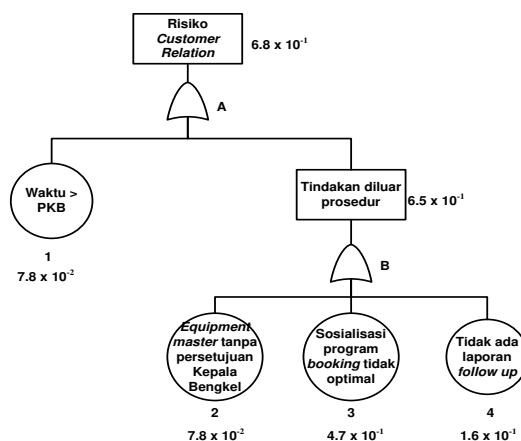 Risiko
Customer
Relation
6.8 x 10⁻¹
A
Waktu >
PKB
1
7.8 x 10⁻²
Tindakan diluar
prosedur
6.5 x 10⁻¹
B
Equipment
master tanpa
persetujuan
Kepala
Bengkel
2
7.8 x 10⁻²
Sosialisasi
program
booking tidak
optimal
3
4.7 x 10⁻¹
Tidak ada
laporan
follow up
4
1.6 x 10⁻¹